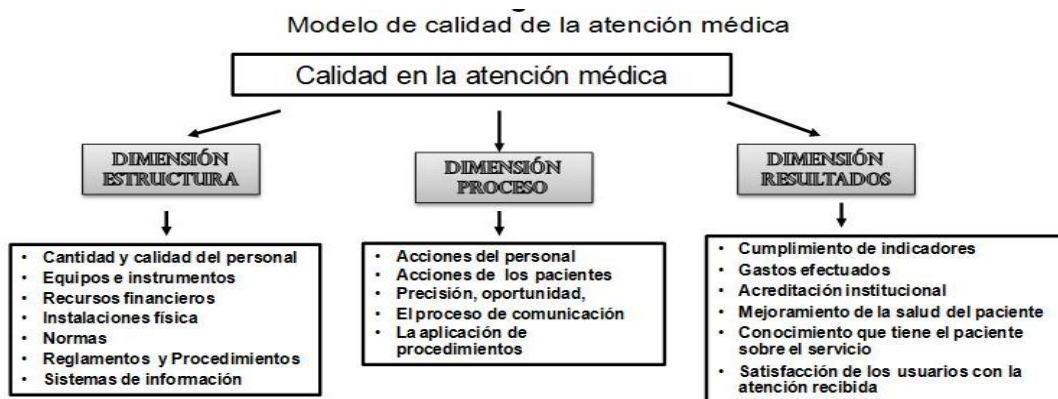 Modelo de calidad de la atención médica
Calidad en la atención médica
DIMENSIÓN
ESTRUCTURA
DIMENSIÓN
PROCESO
DIMENSIÓN
RESULTADOS
• Cantidad y calidad del personal
• Equipos e instrumentos
• Recursos financieros
• Instalaciones física
• Normas
• Reglamentos y Procedimientos
• Sistemas de información
• Acciones del personal
• Acciones de los pacientes
• Precisión, oportunidad,
• El proceso de comunicación
• La aplicación de
procedimientos
• Cumplimiento de indicadores
• Gastos efectuados
• Acreditación institucional
• Mejoramiento de la salud del paciente
• Conocimiento que tiene el paciente
sobre el servicio
• Satisfacción de los usuarios con la
atención recibida